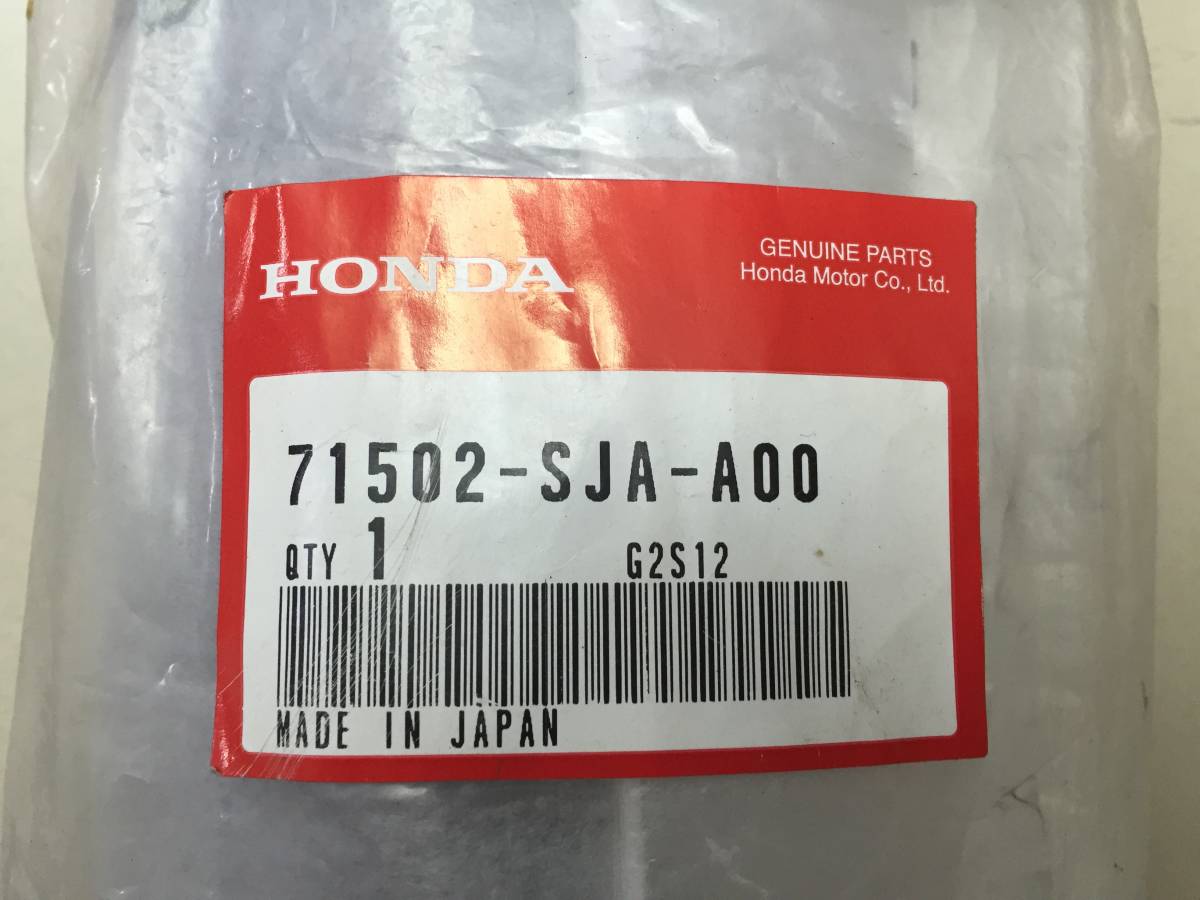 HONDA
GENUINE PARTS
Honda Motor Co., Ltd.
71502-SJA-A00
QTY 1 G2S12
MADE IN JAPAN